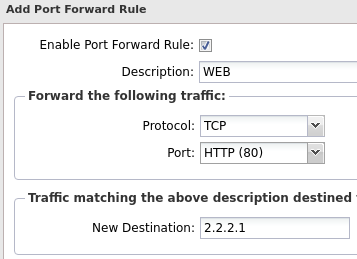 Add Port Forward Rule
Enable Port Forward Rule:
Description: WEB
Forward the following traffic:
Protocol: TCP
Port: HTTP (80)
Traffic matching the above description destined
New Destination: 2.2.2.1